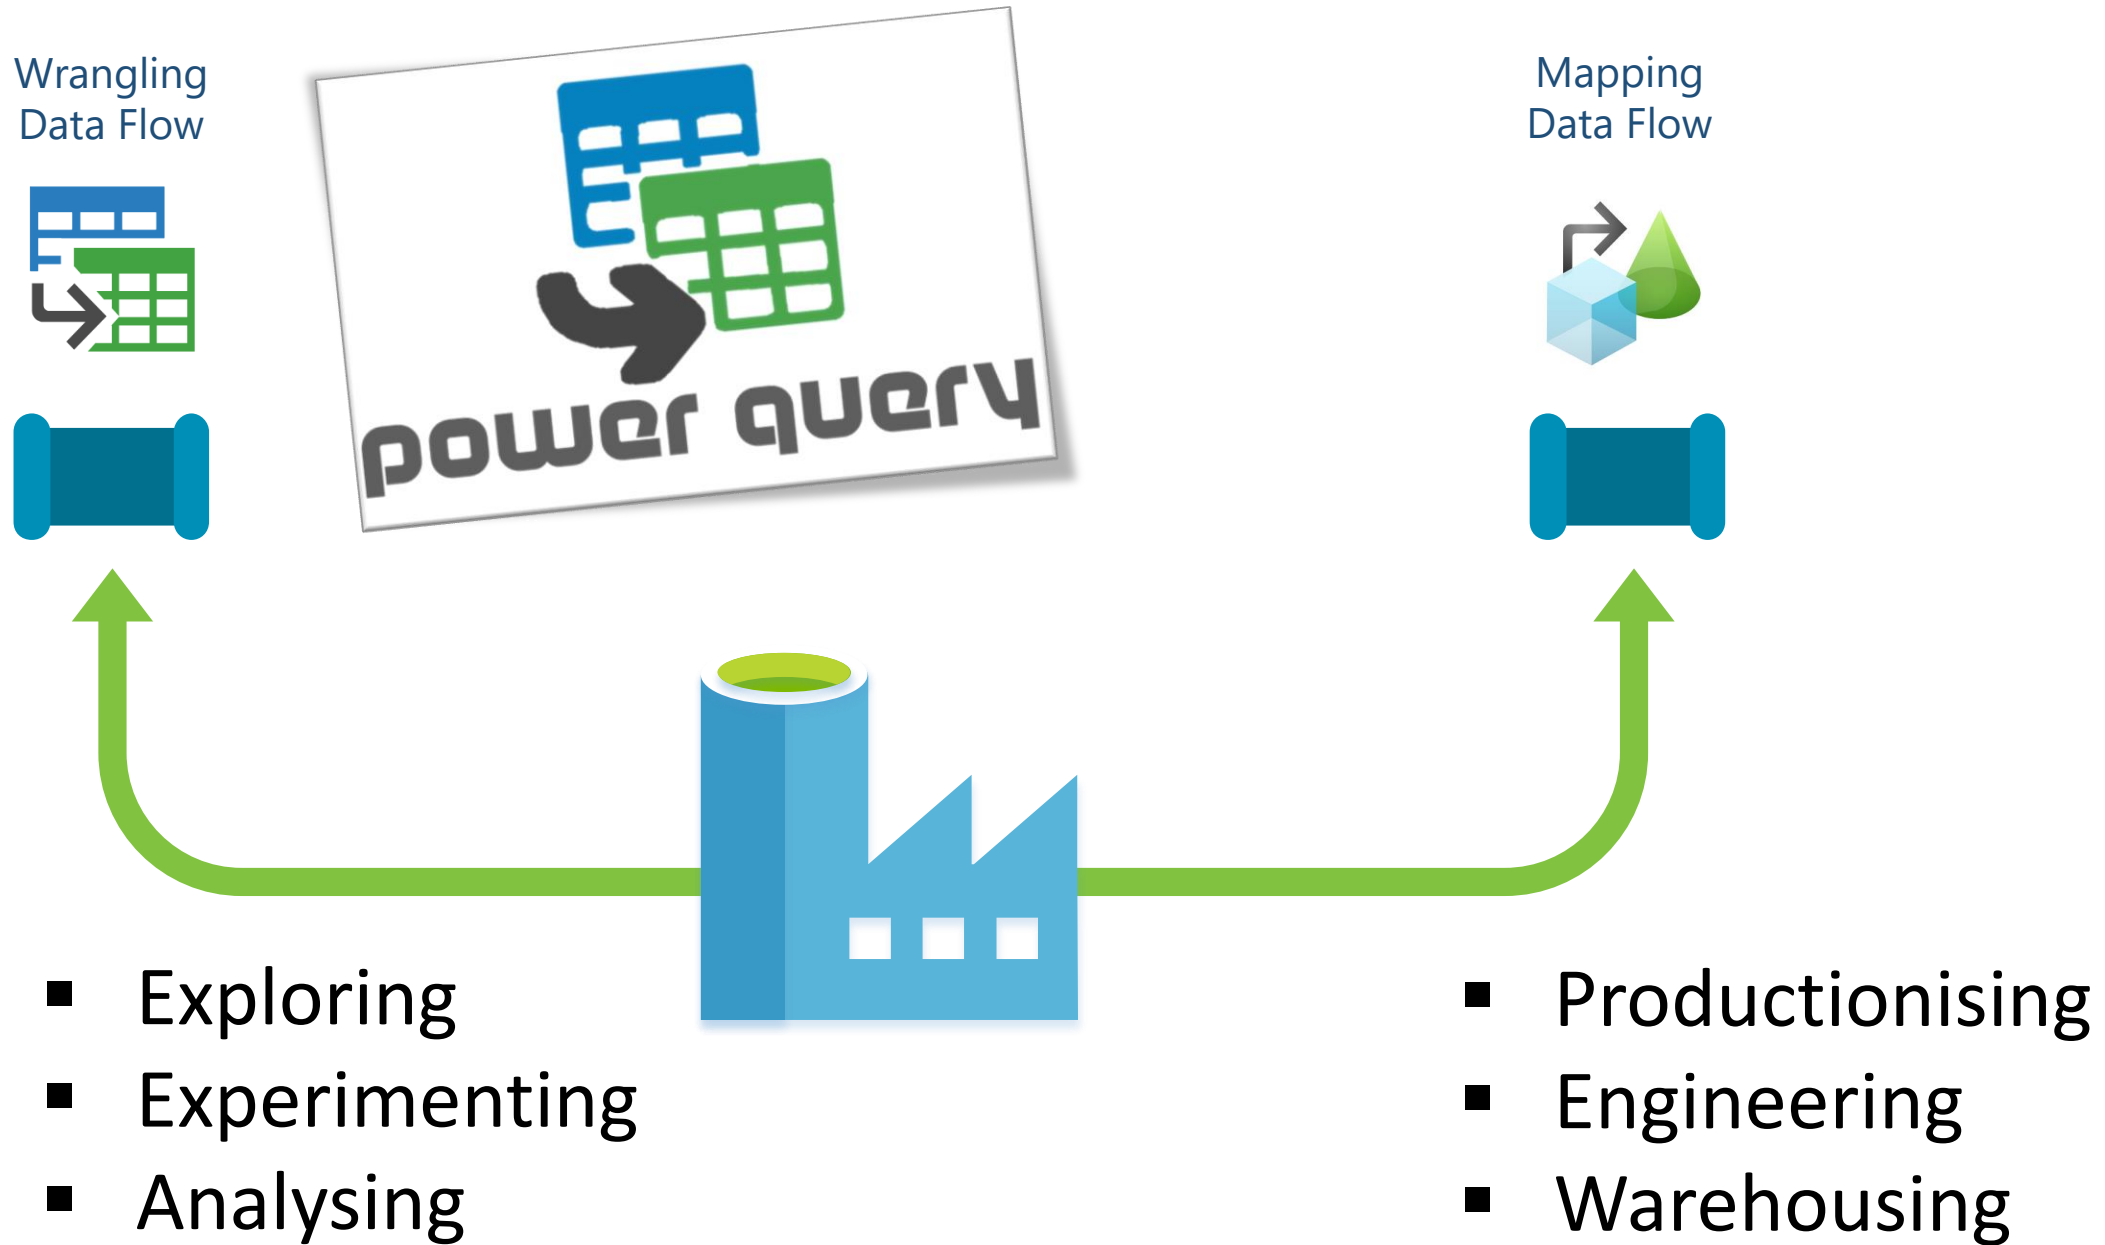 Wrangling
Data Flow
power query
Mapping
Data Flow
▪ Exploring
▪ Experimenting
▪ Analysing
▪ Productionising
▪ Engineering
▪ Warehousing